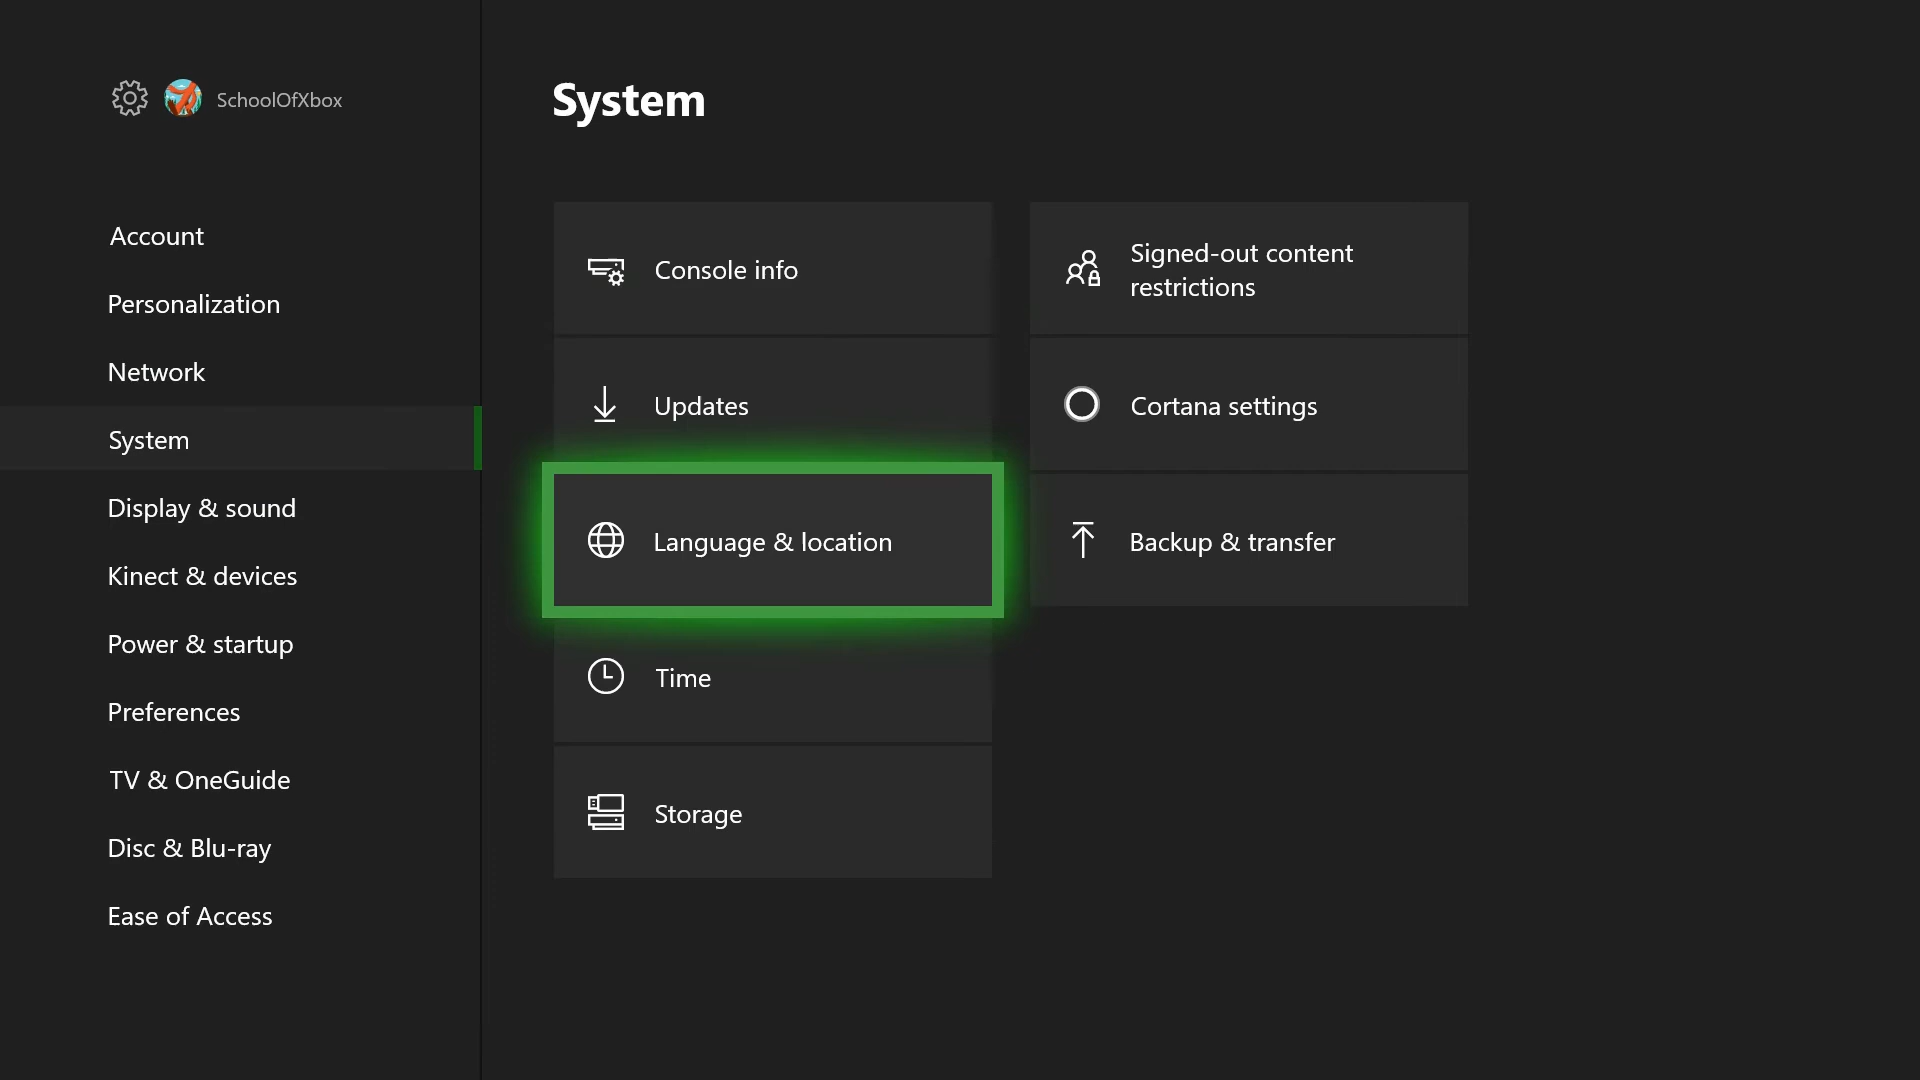 SchoolOfXbox
Account
Personalization
Network
System
Display & sound
Kinect & devices
Power & startup
Preferences
TV & OneGuide
Disc & Blu-ray
Ease of Access
System
Console info
Updates
Language & location
Time
Storage
Signed-out content
restrictions
Cortana settings
Backup & transfer